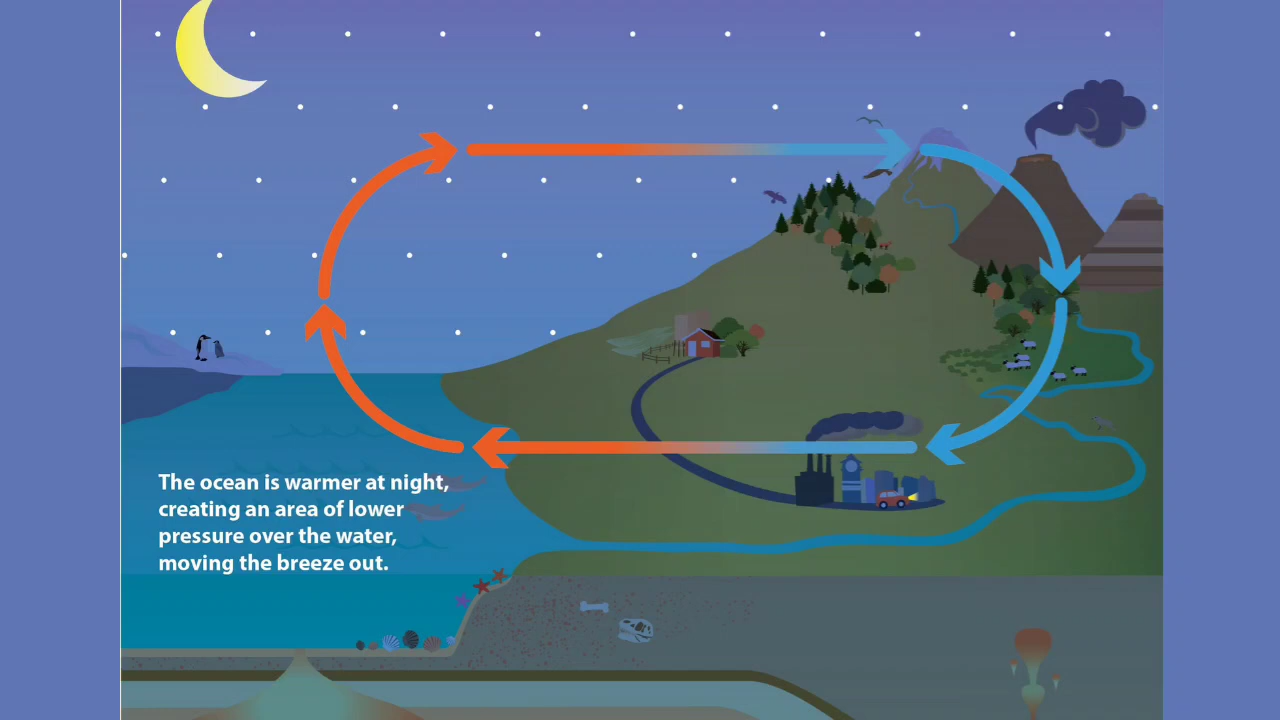 The ocean is warmer at night,
creating an area of lower
pressure over the water,
moving the breeze out.